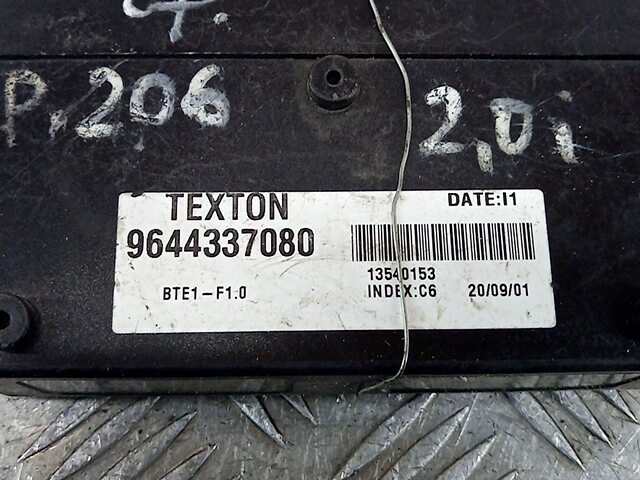 P. 206
2,0i
TEXTON
DATE:I1
9644337080
13540153
BTE1-F1.0
INDEX:C6
20/09/01